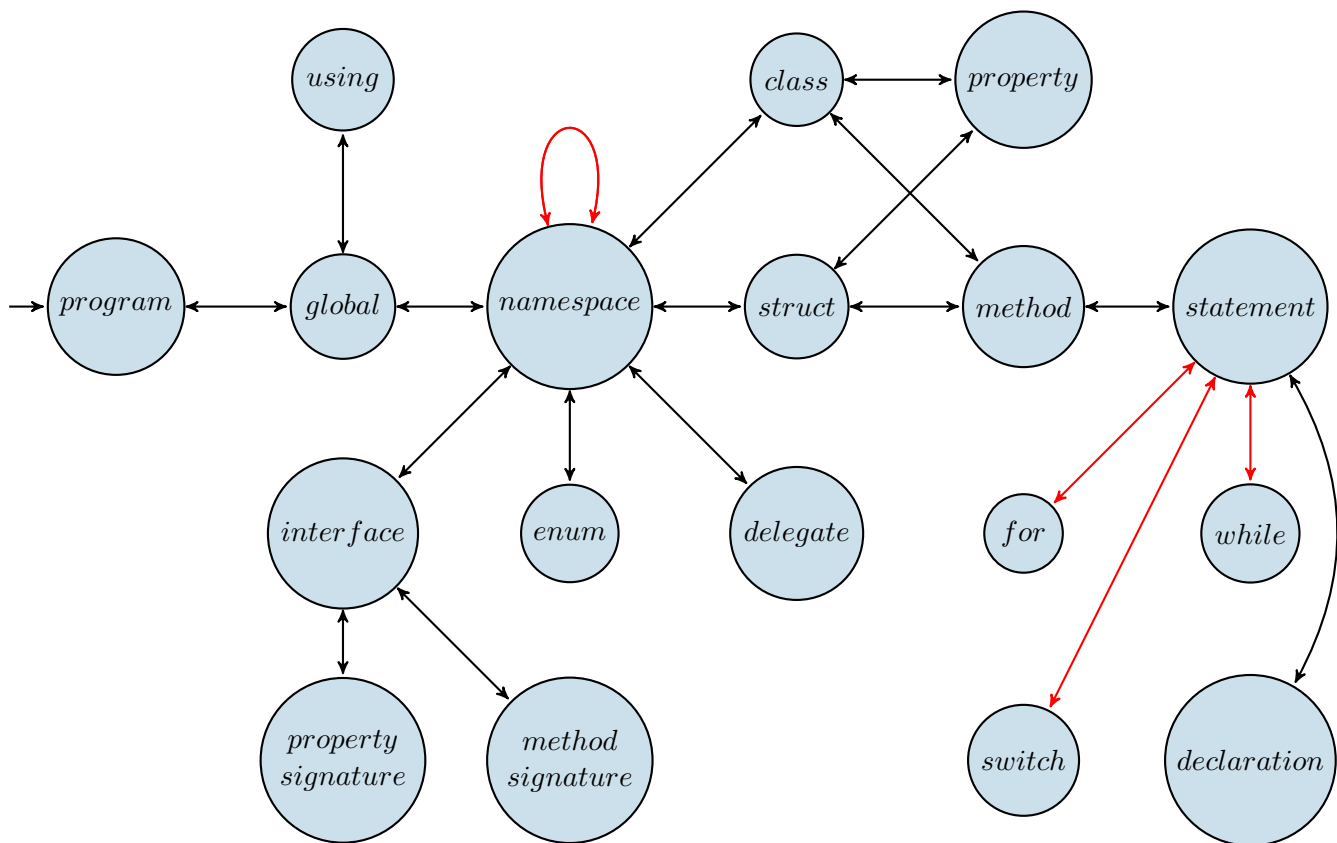 using
class
property
program
global
namespace
struct
method
statement
interface
enum
delegate
for
while
property
signature
method
signature
switch
declaration